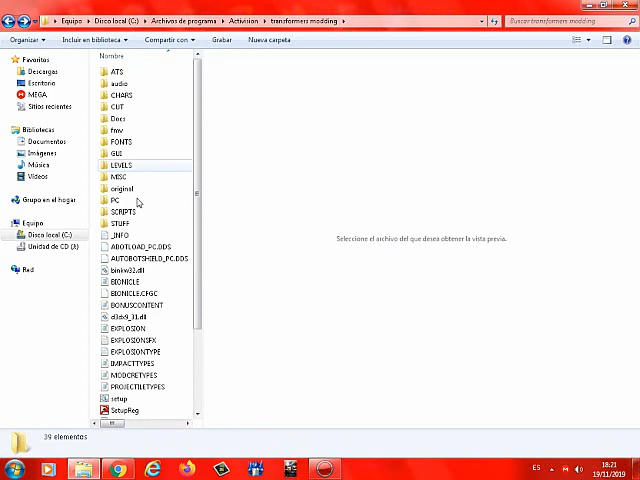 Equipo ▸ Disco local (C:) ▸ Archivos de programa ▸ Activision ▸ transformers modding ▸
Buscar transformers modding
Organizar Incluir en biblioteca Compartir con Grabar Nueva carpeta
Favoritos
Descargas
Escritorio
MEGA
Sitios recientes
Bibliotecas
Documentos
Imágenes
Música
Vídeos
Grupo en el hogar
Equipo
Disco local (C:)
Unidad de CD (J:)
Red
Nombre
ATS
audio
CHARS
CUT
Docs
fmv
FONTS
GUI
LEVELS
MISC
original
PC
SCRIPTS
STUFF
_INFO
ABOTLOAD_PC.DDS
AUTOBOTSHIELD_PC.DDS
binkw32.dll
BIONICLE
BIONICLE.CFGC
BONUSCONTENT
d3dx9_31.dll
EXPLOSION
EXPLOSIONSFX
EXPLOSIONTYPE
IMPACTTYPES
MODCRETYPES
PROJECTILETYPES
setup
SetupReg
Seleccione el archivo del que desea obtener la vista previa.
39 elementos
ES
18:21
19/11/2019